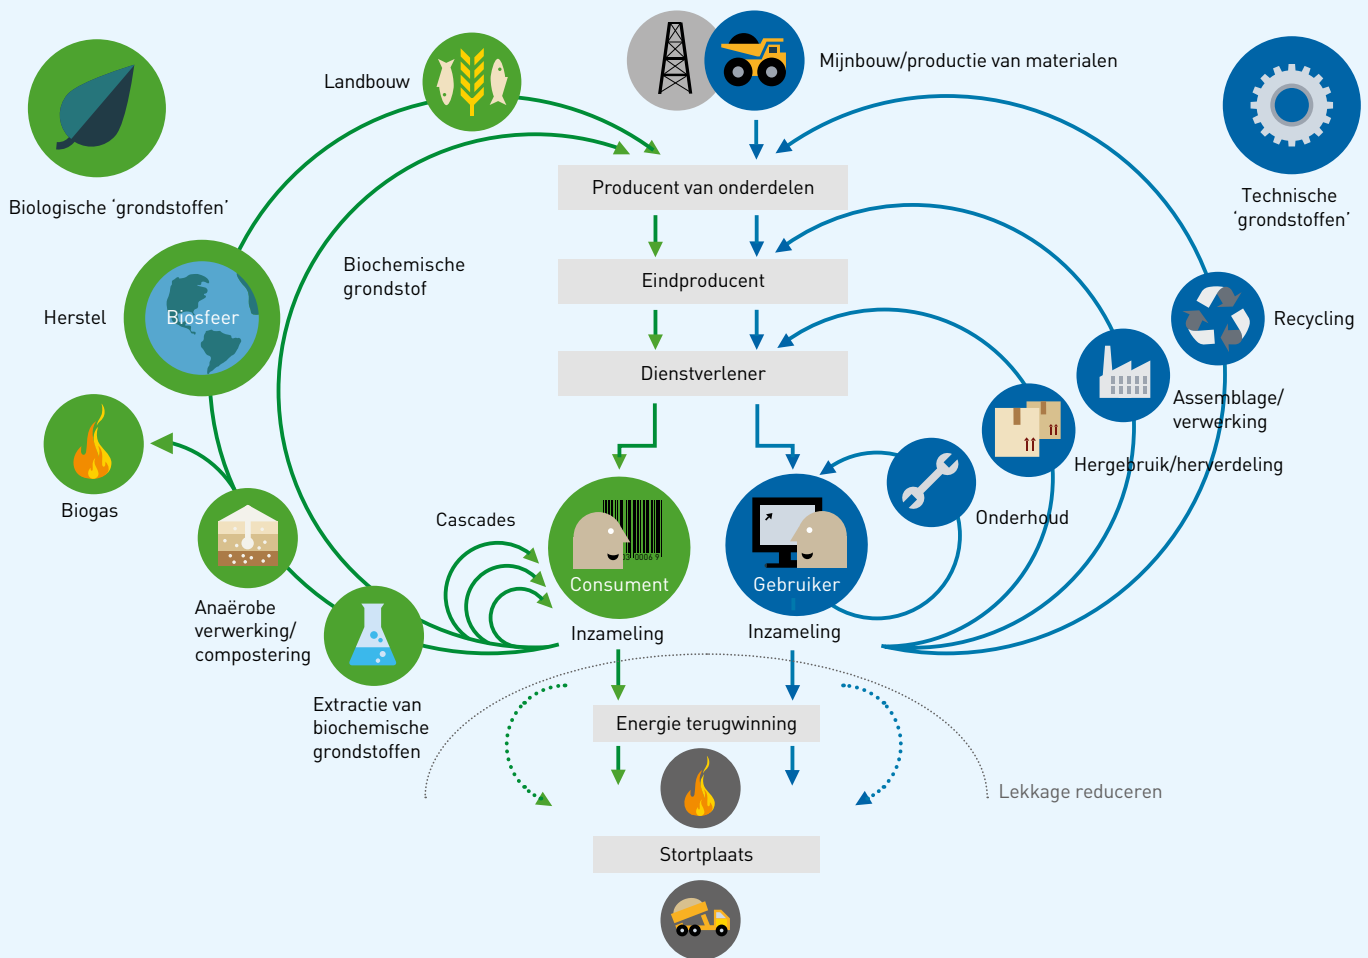 Landbouw
Mijnbouw/productie van materialen
Biologische ‘grondstoffen’
Producent van onderdelen
Technische
‘grondstoffen’
Biochemische
grondstof
Eindproducent
Herstel
Biosfeer
Recycling
Dienstverlener
Assemblage/
verwerking
Hergebruik/herverdeling
Biogas
Cascades
Onderhoud
Consument
Gebruiker
Anaërobe
verwerking/
compostering
Inzameling
Inzameling
Extractie van
biochemische
grondstoffen
Energie terugwinning
Lekkage reduceren
Stortplaats